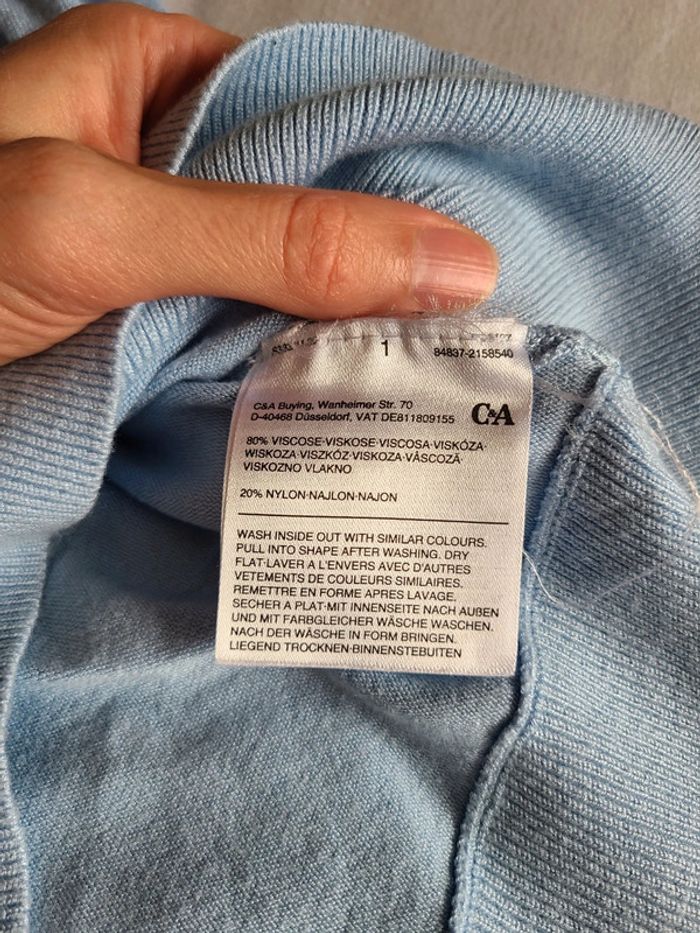 1
84837-2158540
C&A Buying, Wanheimer Str. 70
D-40468 Düsseldorf, VAT DE811809155
C&A
80% VISCOSE·VISKOSE·VISCOSA·VISKÓZA·
WISKOZA·VISZKÓZ·VISKOZA·VÂSCOZĂ
VISKOZNO VLAKNO
20% NYLON·NAJLON·NAJON
WASH INSIDE OUT WITH SIMILAR COLOURS.
PULL INTO SHAPE AFTER WASHING. DRY
FLAT·LAVER A L'ENVERS AVEC D'AUTRES
VETEMENTS DE COULEURS SIMILAIRES.
REMETTRE EN FORME APRES LAVAGE.
SECHER A PLAT·MIT INNENSEITE NACH AUßEN
UND MIT FARBGLEICHER WÄSCHE WASCHEN.
NACH DER WÄSCHE IN FORM BRINGEN.
LIEGEND TROCKNEN·BINNENSTEBUITEN